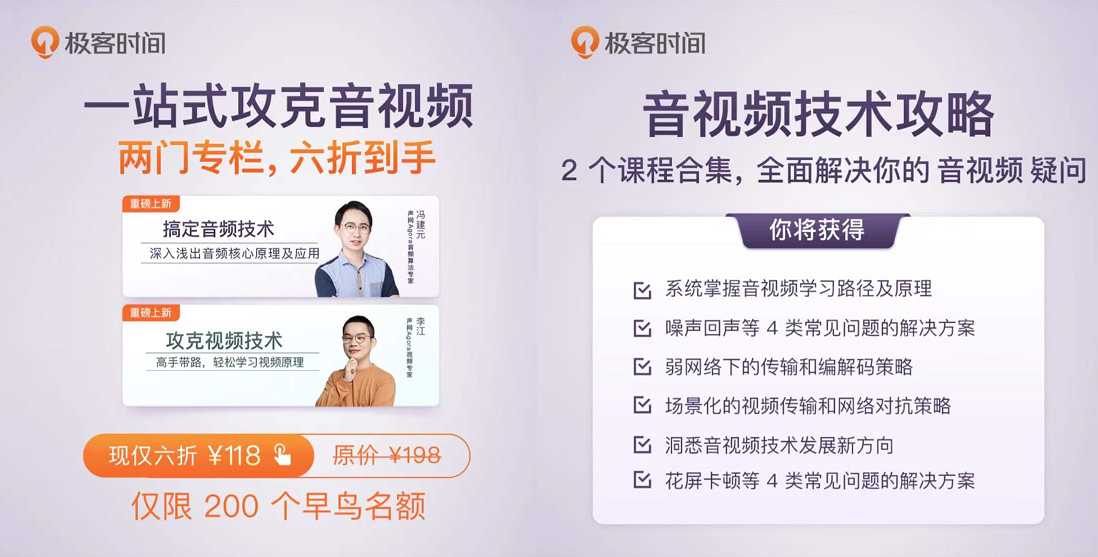 极客时间
一站式攻克音视频
两门专栏，六折到手
重磅上新
搞定音频技术
深入浅出音频核心原理及应用
冯建元
声网Agora音频算法专家
重磅上新
攻克视频技术
高手带路，轻松学习视频原理
李江
声网Agora视频专家
现仅六折 ¥118
原价 ¥198
仅限 200 个早鸟名额
极客时间
音视频技术攻略
2 个课程合集，全面解决你的 音视频 疑问
你将获得
系统掌握音视频学习路径及原理
噪声回声等 4 类常见问题的解决方案
弱网络下的传输和编解码策略
场景化的视频传输和网络对抗策略
洞悉音视频技术发展新方向
花屏卡顿等 4 类常见问题的解决方案